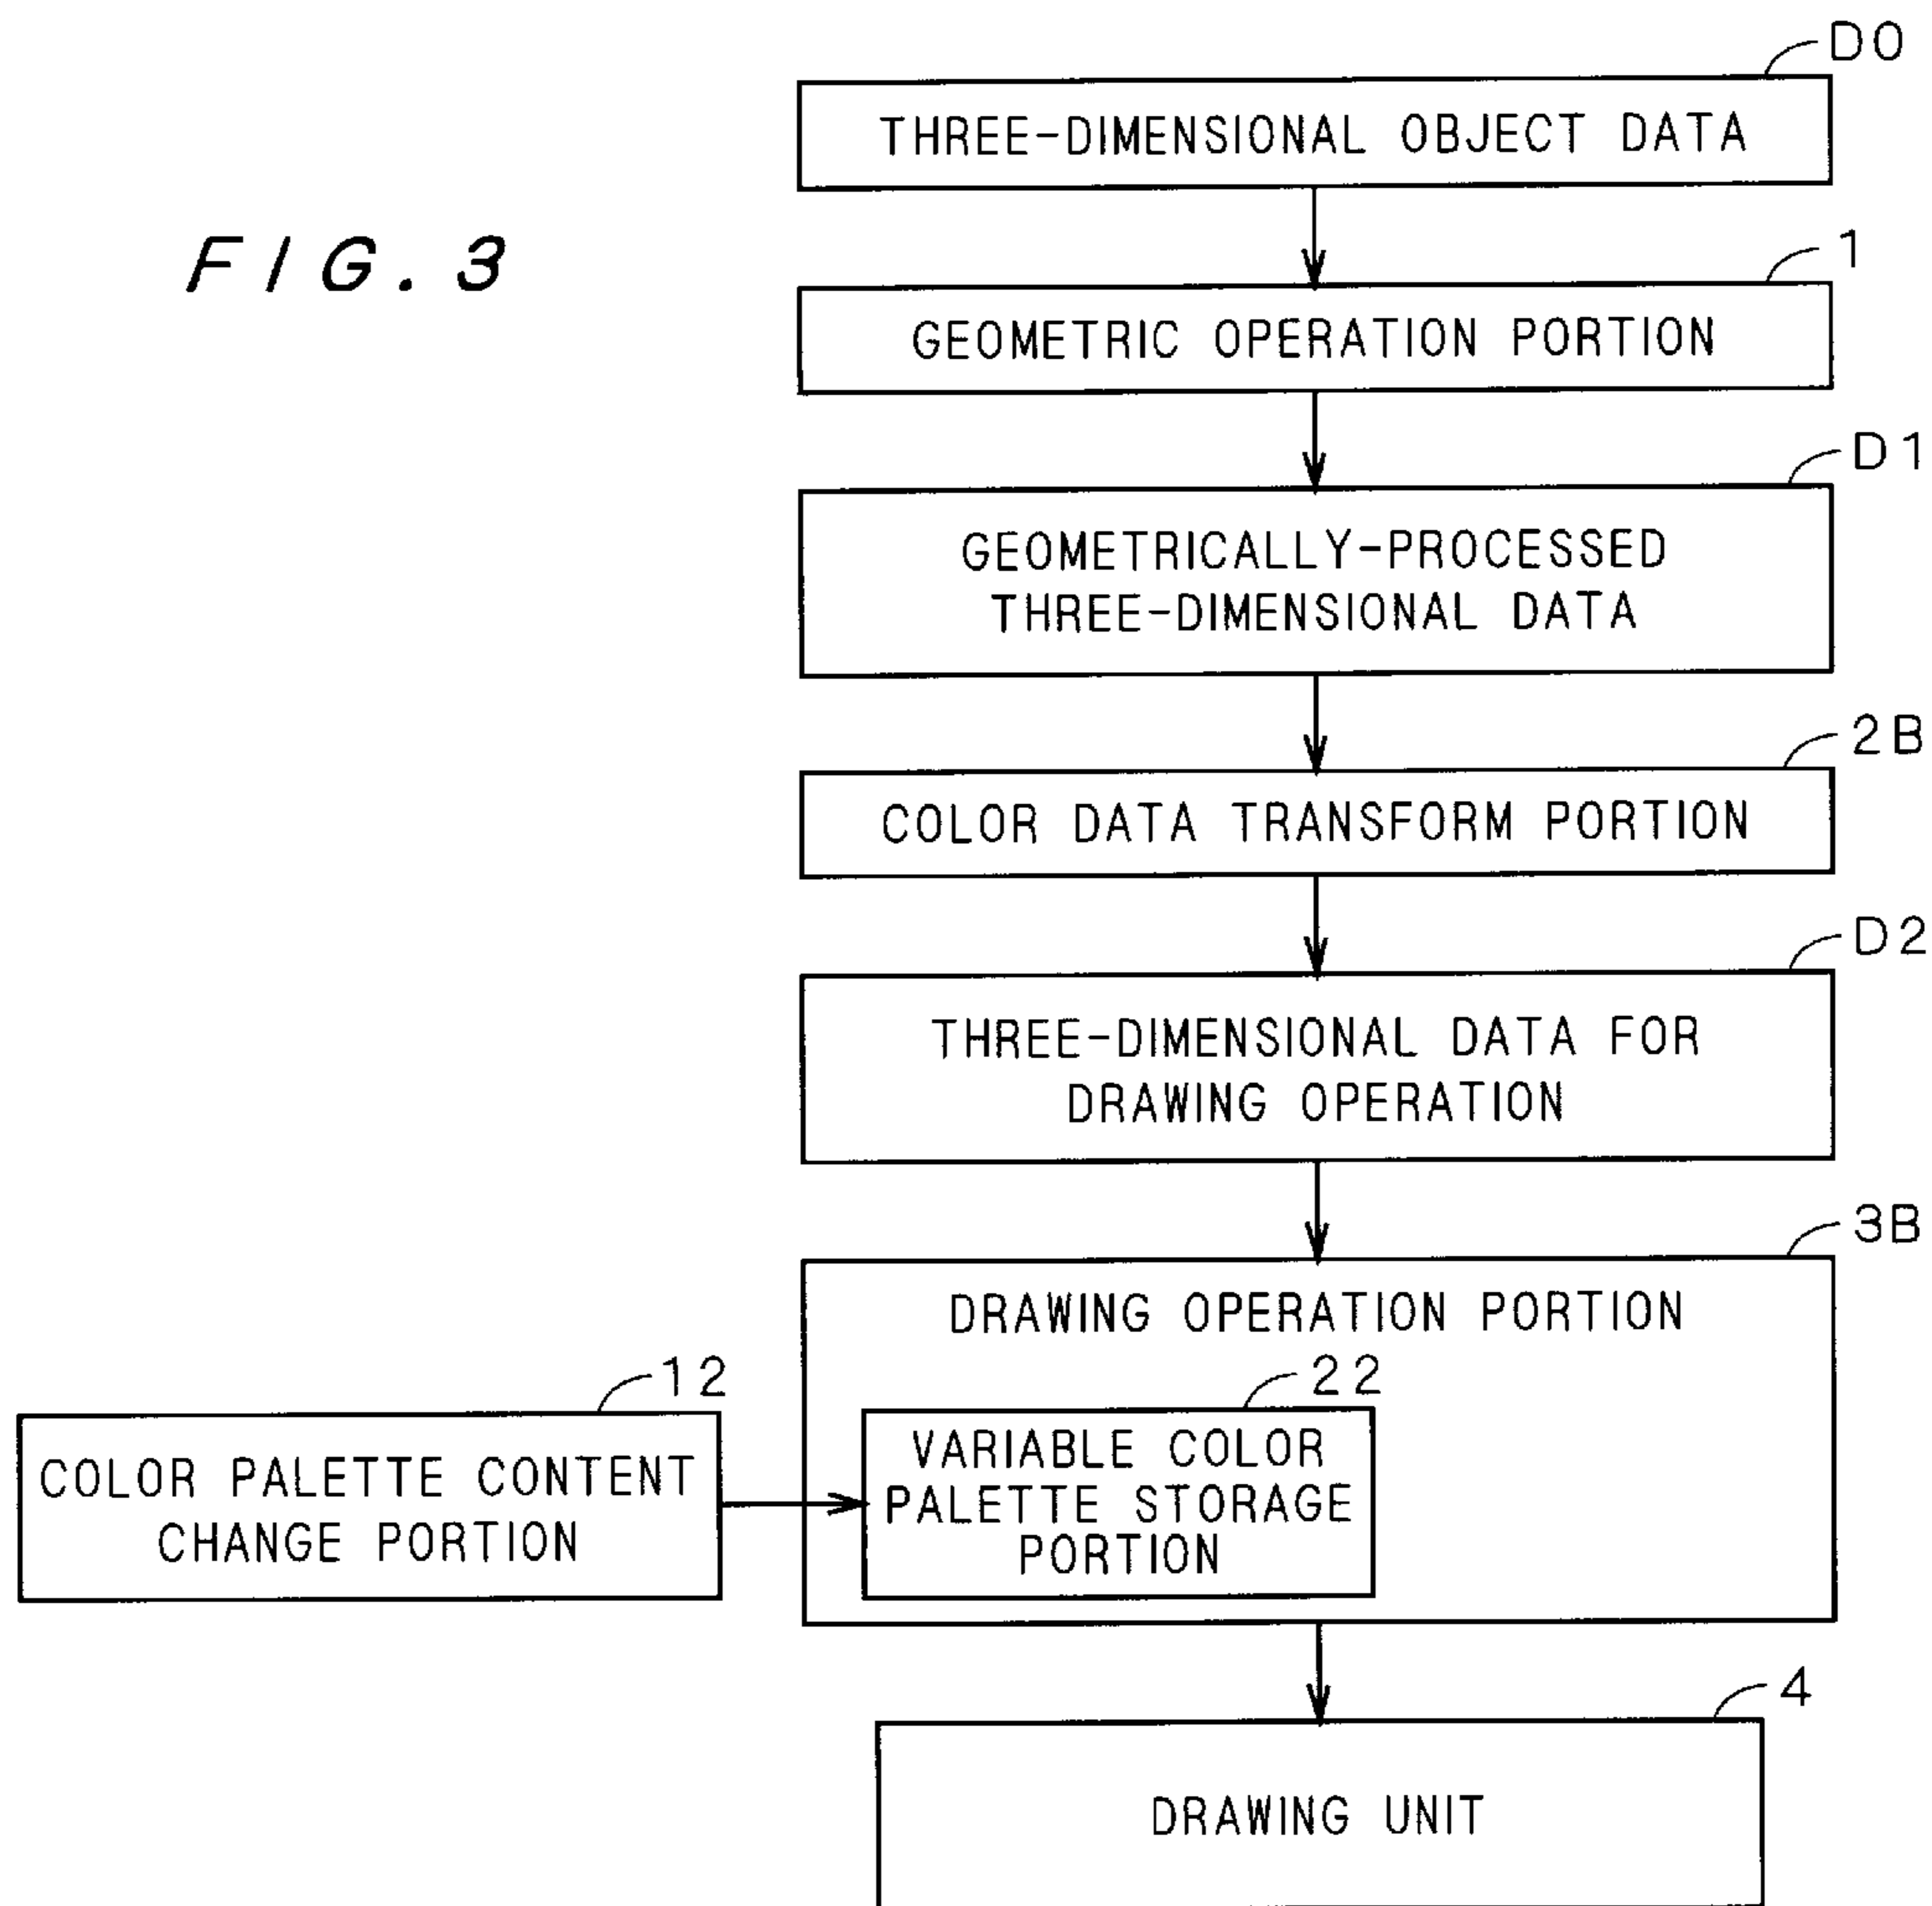 D0
THREE-DIMENSIONAL OBJECT DATA
FIG.3
1
GEOMETRIC OPERATION PORTION
D1
GEOMETRICALLY-PROCESSED
THREE-DIMENSIONAL DATA
2B
COLOR DATA TRANSFORM PORTION
D2
THREE-DIMENSIONAL DATA FOR
DRAWING OPERATION
3B
DRAWING OPERATION PORTION
12
COLOR PALETTE CONTENT
CHANGE PORTION
22
VARIABLE COLOR
PALETTE STORAGE
PORTION
4
DRAWING UNIT